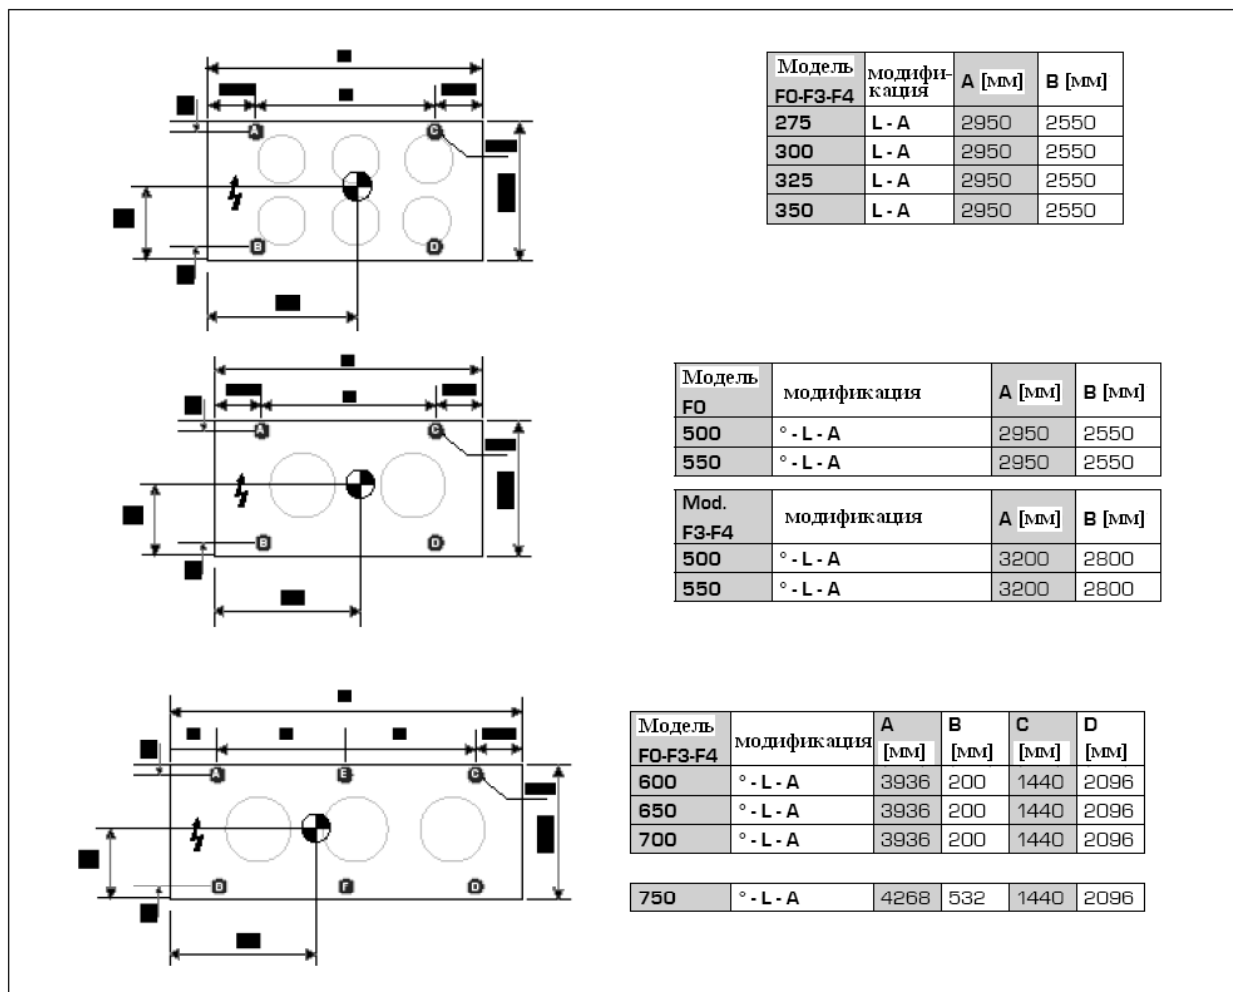 A
C
B
D
Модель F0-F3-F4 модифи-кация A [мм] B [мм]
275 L - A 2950 2550
300 L - A 2950 2550
325 L - A 2950 2550
350 L - A 2950 2550
A
C
B
D
Модель F0 модификация A [мм] B [мм]
500 ° - L - A 2950 2550
550 ° - L - A 2950 2550
Mod. F3-F4 модификация A [мм] B [мм]
500 ° - L - A 3200 2800
550 ° - L - A 3200 2800
A
E
C
B
F
D
Модель F0-F3-F4 модификация A [мм] B [мм] C [мм] D [мм]
600 ° - L - A 3936 200 1440 2096
650 ° - L - A 3936 200 1440 2096
700 ° - L - A 3936 200 1440 2096
750 ° - L - A 4268 532 1440 2096